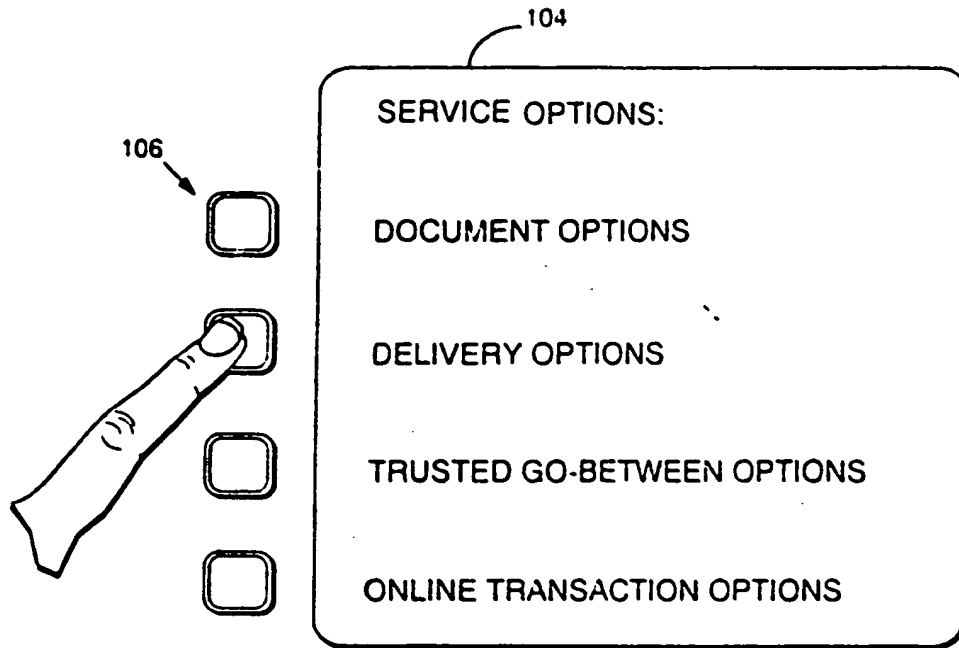 104
SERVICE OPTIONS:
106
DOCUMENT OPTIONS
DELIVERY OPTIONS
TRUSTED GO-BETWEEN OPTIONS
ONLINE TRANSACTION OPTIONS